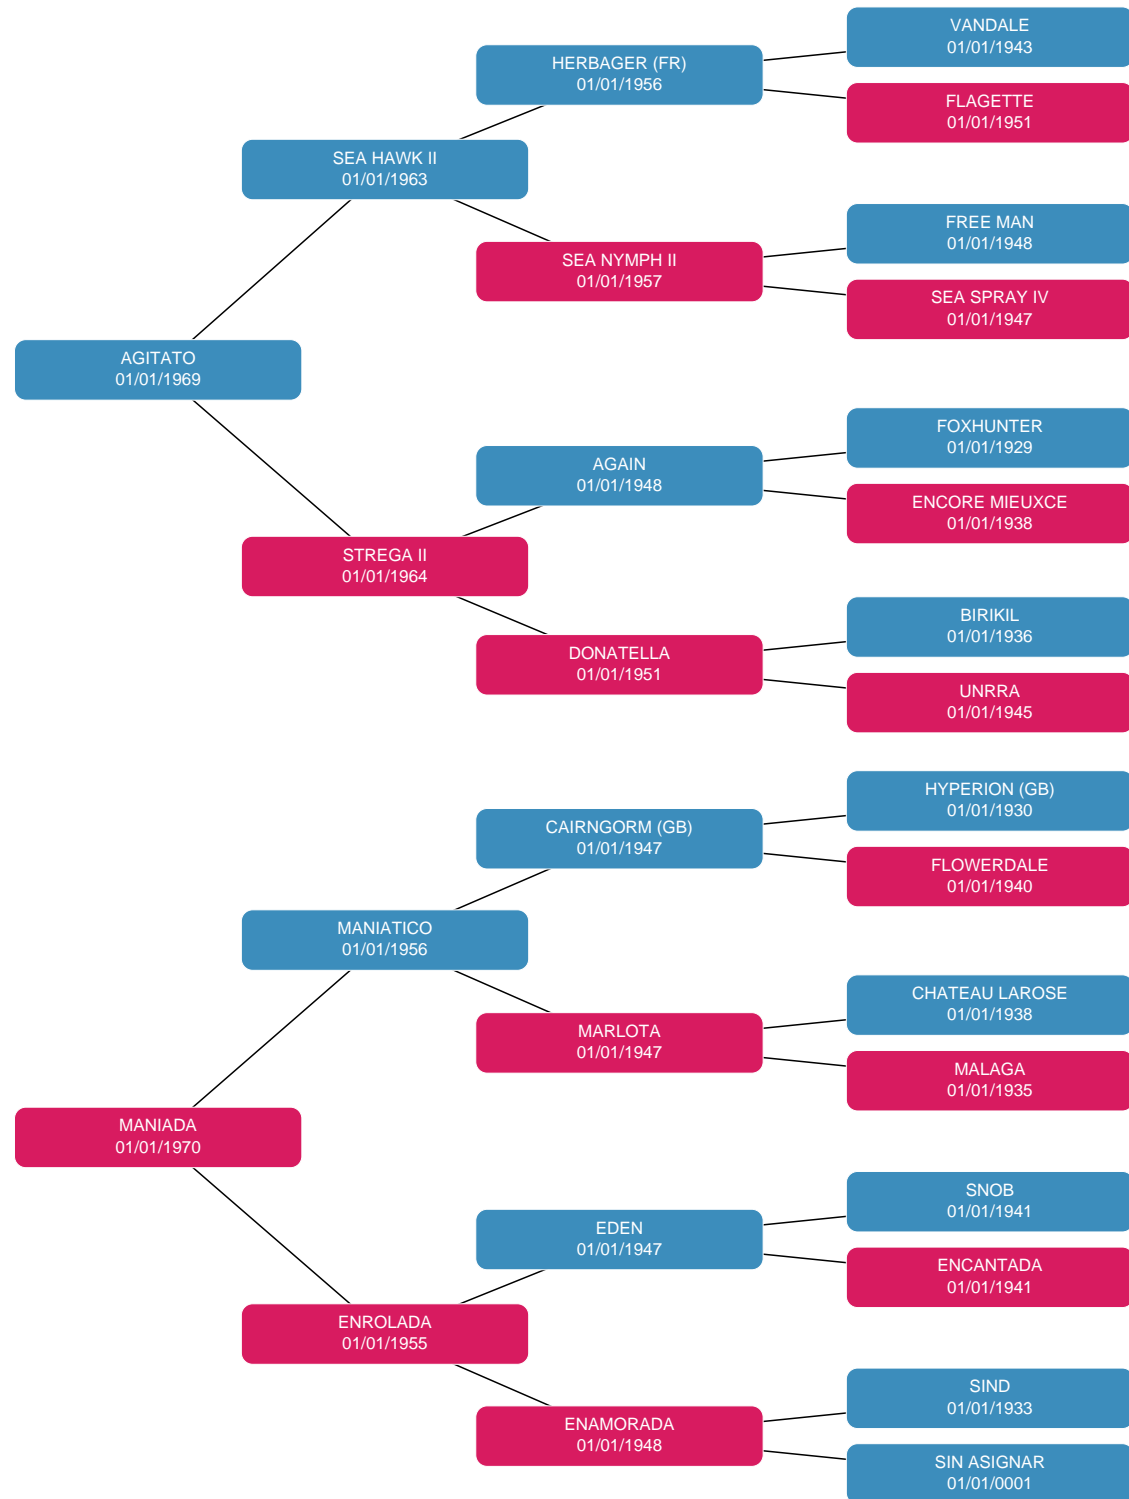 VANDALE
01/01/1943
HERBAGER (FR)
01/01/1956
FLAGETTE
01/01/1951
SEA HAWK II
01/01/1963
FREE MAN
01/01/1948
SEA NYMPH II
01/01/1957
SEA SPRAY IV
01/01/1947
AGITATO
01/01/1969
FOXHUNTER
01/01/1929
AGAIN
01/01/1948
ENCORE MIEUXCE
01/01/1938
STREGA II
01/01/1964
BIRIKIL
01/01/1936
DONATELLA
01/01/1951
UNRRA
01/01/1945
HYPERION (GB)
01/01/1930
CAIRNGORM (GB)
01/01/1947
FLOWERDALE
01/01/1940
MANIATICO
01/01/1956
CHATEAU LAROSE
01/01/1938
MARLOTA
01/01/1947
MALAGA
01/01/1935
MANIADA
01/01/1970
SNOB
01/01/1941
EDEN
01/01/1947
ENCANTADA
01/01/1941
ENROLADA
01/01/1955
SIND
01/01/1933
ENAMORADA
01/01/1948
SIN ASIGNAR
01/01/0001